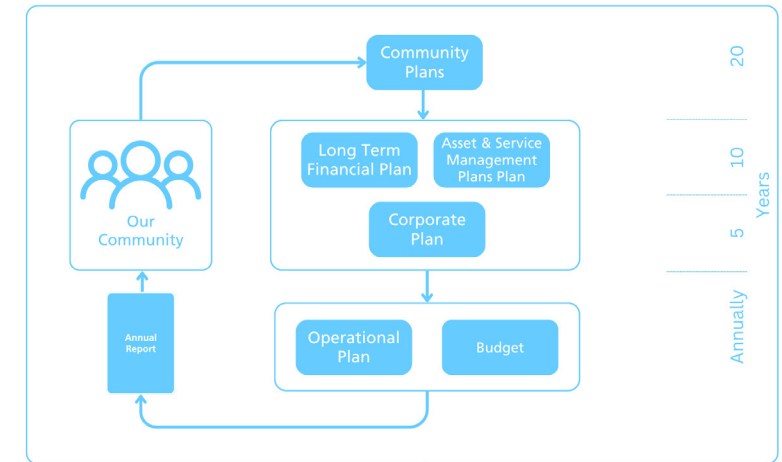 Community
Plans
20
Long Term
Financial Plan
Asset & Service
Management
Plans Plan
10
Years
Our
Community
Corporate
Plan
5
Annual
Report
Operational
Plan
Budget
Annually